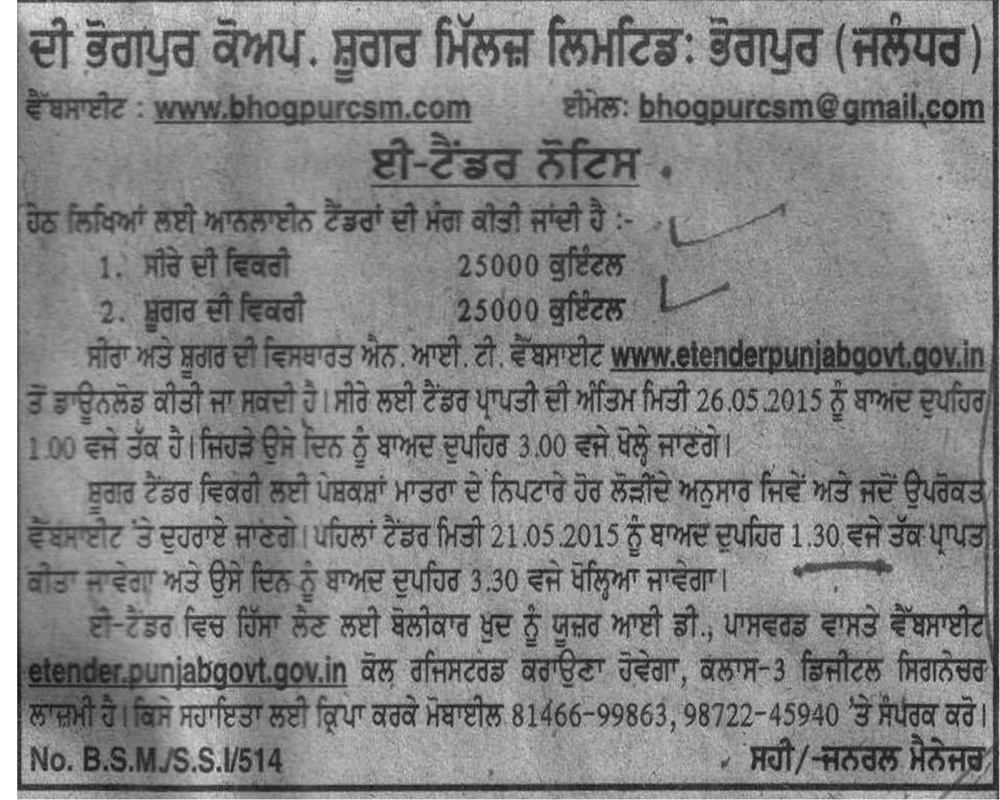 ਦੀ ਭੋਗਪੁਰ ਕੋਅਪ. ਸ਼ੂਗਰ ਮਿੱਲਜ਼ ਲਿਮਟਿਡ: ਭੋਗਪੁਰ (ਜਲੰਧਰ)
ਵੈੱਬਸਾਈਟ : www.bhogpurcsm.com ਈਮੇਲ: bhogpurcsm@gmail.com
ਈ-ਟੈਂਡਰ ਨੋਟਿਸ
ਹੇਠ ਲਿਖਿਆਂ ਲਈ ਆਨਲਾਈਨ ਟੈਂਡਰਾਂ ਦੀ ਮੰਗ ਕੀਤੀ ਜਾਂਦੀ ਹੈ :-
1. ਸੀਰੇ ਦੀ ਵਿਕਰੀ 25000 ਕੁਇੰਟਲ
2. ਸ਼ੂਗਰ ਦੀ ਵਿਕਰੀ 25000 ਕੁਇੰਟਲ
ਸੀਰਾ ਅਤੇ ਸ਼ੂਗਰ ਦੀ ਵਿਸਥਾਰਤ ਐਨ. ਆਈ. ਟੀ. ਵੈੱਬਸਾਈਟ www.etenderpunjabgovt.gov.in
ਤੋਂ ਡਾਊਨਲੋਡ ਕੀਤੀ ਜਾ ਸਕਦੀ ਹੈ। ਸੀਰੇ ਲਈ ਟੈਂਡਰ ਪ੍ਰਾਪਤੀ ਦੀ ਅੰਤਿਮ ਮਿਤੀ 26.05.2015 ਨੂੰ ਬਾਅਦ ਦੁਪਹਿਰ
1.00 ਵਜੇ ਤੱਕ ਹੈ। ਜਿਹੜੇ ਉਸੇ ਦਿਨ ਨੂੰ ਬਾਅਦ ਦੁਪਹਿਰ 3.00 ਵਜੇ ਖੋਲ੍ਹੇ ਜਾਣਗੇ।
ਸ਼ੂਗਰ ਟੈਂਡਰ ਵਿਕਰੀ ਲਈ ਪੇਸ਼ਕਸ਼ਾਂ ਮਾਤਰਾ ਦੇ ਨਿਪਟਾਰੇ ਹੋਰ ਲੋੜੀਂਦੇ ਅਨੁਸਾਰ ਜਿਵੇਂ ਅਤੇ ਜਦੋਂ ਉਪਰੋਕਤ
ਵੈੱਬਸਾਈਟ 'ਤੇ ਦੁਹਰਾਏ ਜਾਣਗੇ। ਪਹਿਲਾਂ ਟੈਂਡਰ ਮਿਤੀ 21.05.2015 ਨੂੰ ਬਾਅਦ ਦੁਪਹਿਰ 1.30 ਵਜੇ ਤੱਕ ਪ੍ਰਾਪਤ
ਕੀਤਾ ਜਾਵੇਗਾ ਅਤੇ ਉਸੇ ਦਿਨ ਨੂੰ ਬਾਅਦ ਦੁਪਹਿਰ 3.30 ਵਜੇ ਖੋਲ੍ਹਿਆ ਜਾਵੇਗਾ।
ਈ-ਟੈਂਡਰ ਵਿਚ ਹਿੱਸਾ ਲੈਣ ਲਈ ਬੋਲੀਕਾਰ ਖੁਦ ਨੂੰ ਯੂਜ਼ਰ ਆਈ ਡੀ., ਪਾਸਵਰਡ ਵਾਸਤੇ ਵੈੱਬਸਾਈਟ
etender.punjabgovt.gov.in ਕੋਲ ਰਜਿਸਟਰਡ ਕਰਾਉਣਾ ਹੋਵੇਗਾ, ਕਲਾਸ-3 ਡਿਜੀਟਲ ਸਿਗਨੇਚਰ
ਲਾਜ਼ਮੀ ਹੈ। ਕਿਸੇ ਸਹਾਇਤਾ ਲਈ ਕ੍ਰਿਪਾ ਕਰਕੇ ਮੋਬਾਈਲ 81466-99863, 98722-45940 'ਤੇ ਸੰਪਰਕ ਕਰੋ।
No. B.S.M./S.S.I/514 ਸਹੀ/-ਜਨਰਲ ਮੈਨੇਜਰ